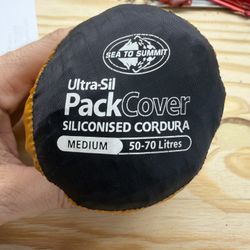 SEA TO SUMMIT
Ultra-Sil
PackCover
SILICONISED CORDURA
MEDIUM 50-70 Litres